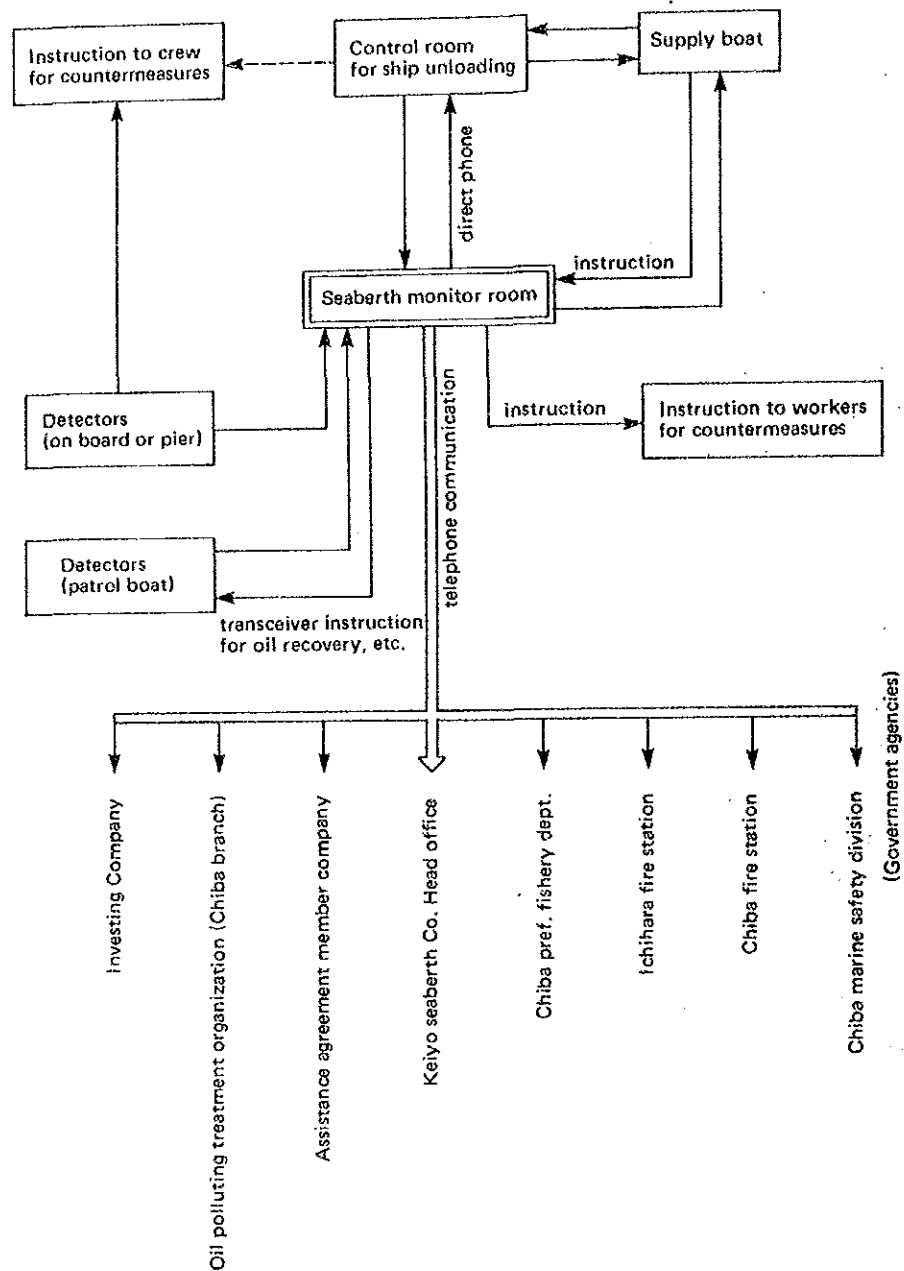 Instruction to crew
for countermeasures
Control room
for ship unloading
Supply boat
direct phone
instruction
Seaberth monitor room
Detectors
(on board or pier)
telephone communication
instruction
Instruction to workers
for countermeasures
Detectors
(patrol boat)
transceiver instruction
for oil recovery, etc.
Investing Company
Oil polluting treatment organization (Chiba branch)
Assistance agreement member company
Keiyo seaberth Co. Head office
Chiba pref. fishery dept.
Ichihara fire station
Chiba fire station
Chiba marine safety division
(Government agencies)